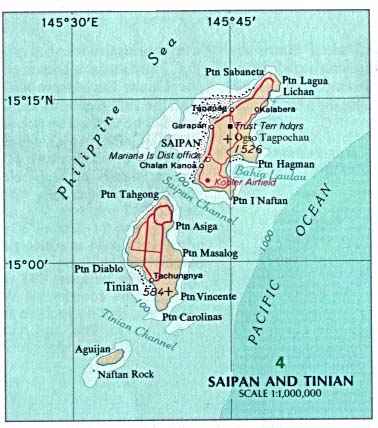 145°30'
145°45'
Philippine Sea
Ptn Sabaneta
Ptn Lagua Lichan
15°15'
Tanapag
Kalabera
Garapan
Trust Terr hdqrs
Ogso Tagpochau
1526
SAIPAN
Mariana Is Dist office
Chalan Kanoa
Ptn Hagman
Bahia Laulau
100
Kobler Airfield
Saipan Channel
Ptn I Naftan
Ptn Tahgong
Ptn Asiga
Ptn Masalog
1000
PACIFIC OCEAN
15°00'
Ptn Diablo
Tachungnya
Tinian
584
Ptn Vincente
100
Ptn Carolinas
Tinian Channel
Aguijan
Naftan Rock
4
SAIPAN AND TINIAN
SCALE 1:1,000,000